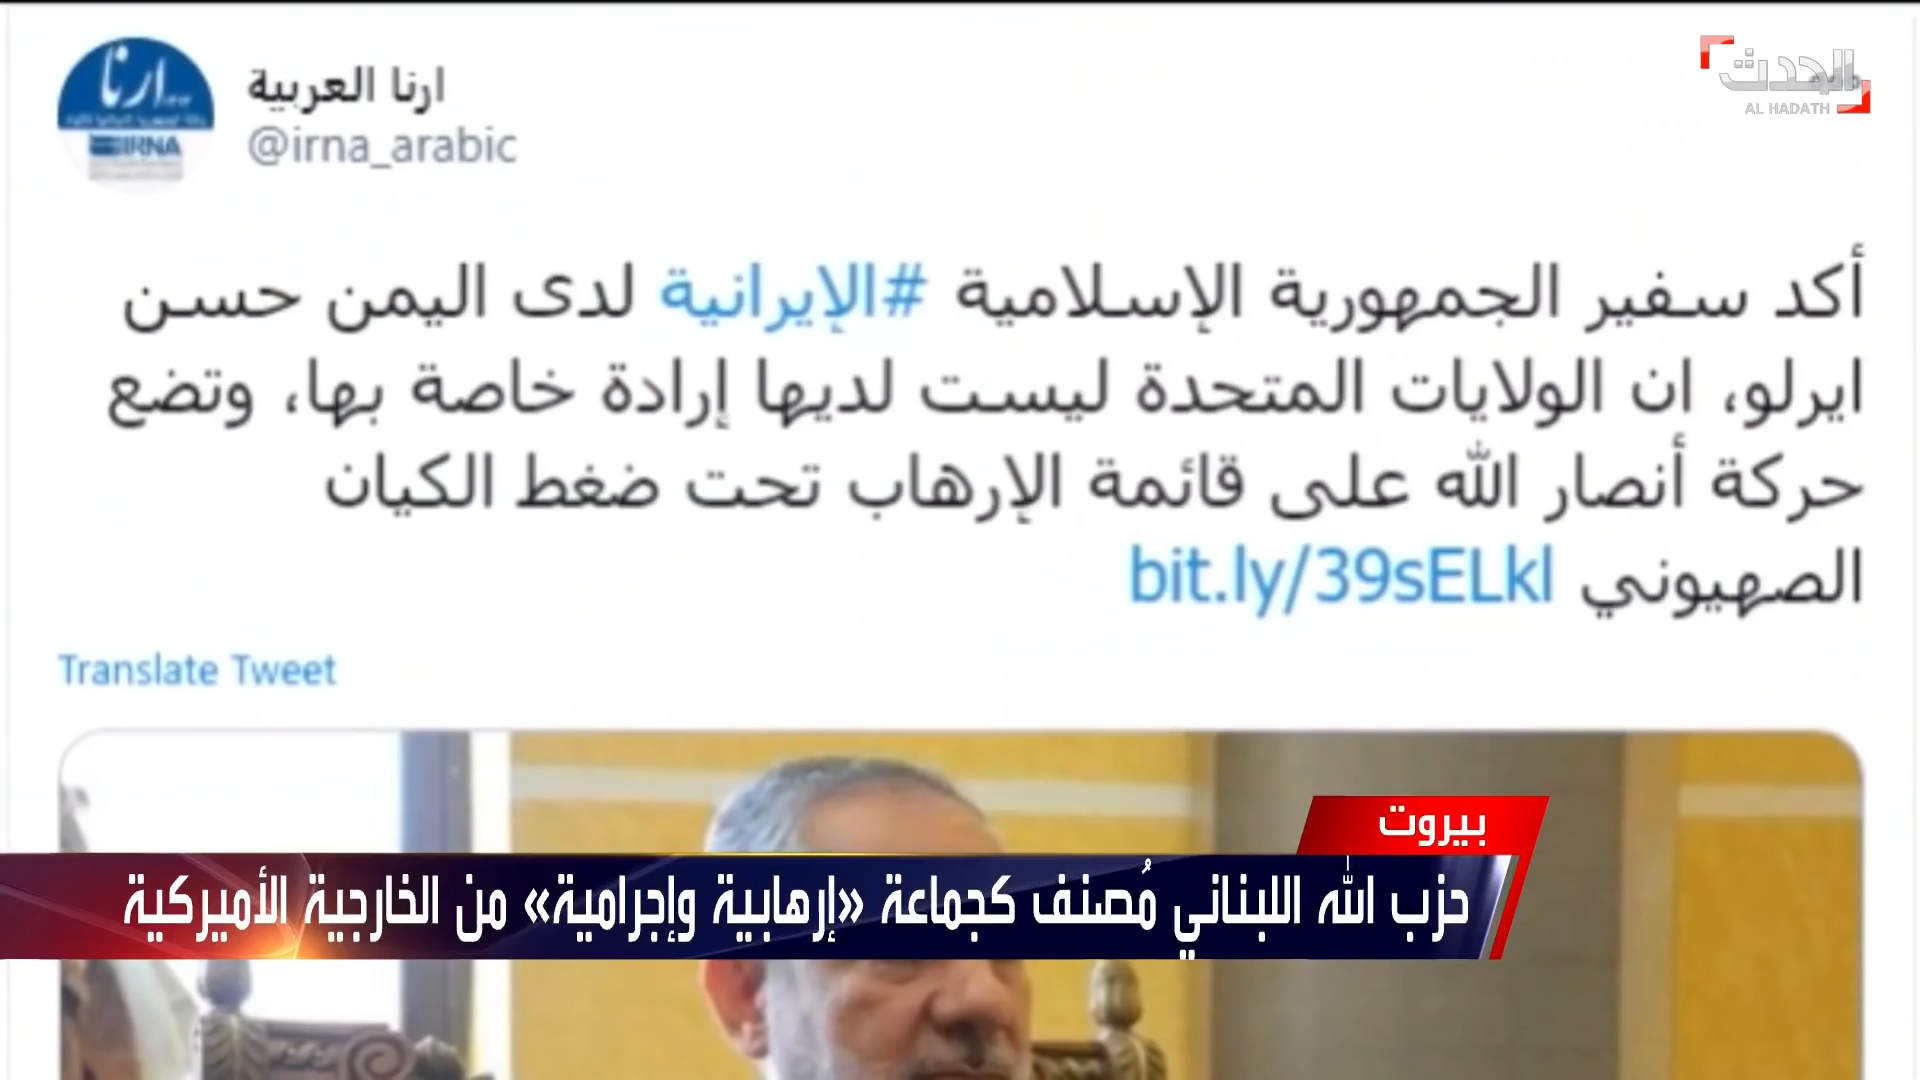 ارنا
IRNA
ارنا العربية
@irna_arabic
الحدث
AL HADATH
أكد سفير الجمهورية الإسلامية #الإيرانية لدى اليمن حسن
ايرلو، ان الولايات المتحدة ليست لديها إرادة خاصة بها، وتضع
حركة أنصار الله على قائمة الإرهاب تحت ضغط الكيان
الصهيوني bit.ly/39sELkl
Translate Tweet
بيروت
حزب الله اللبناني مُصنف كجماعة «إرهابية وإجرامية» من الخارجية الأميركية